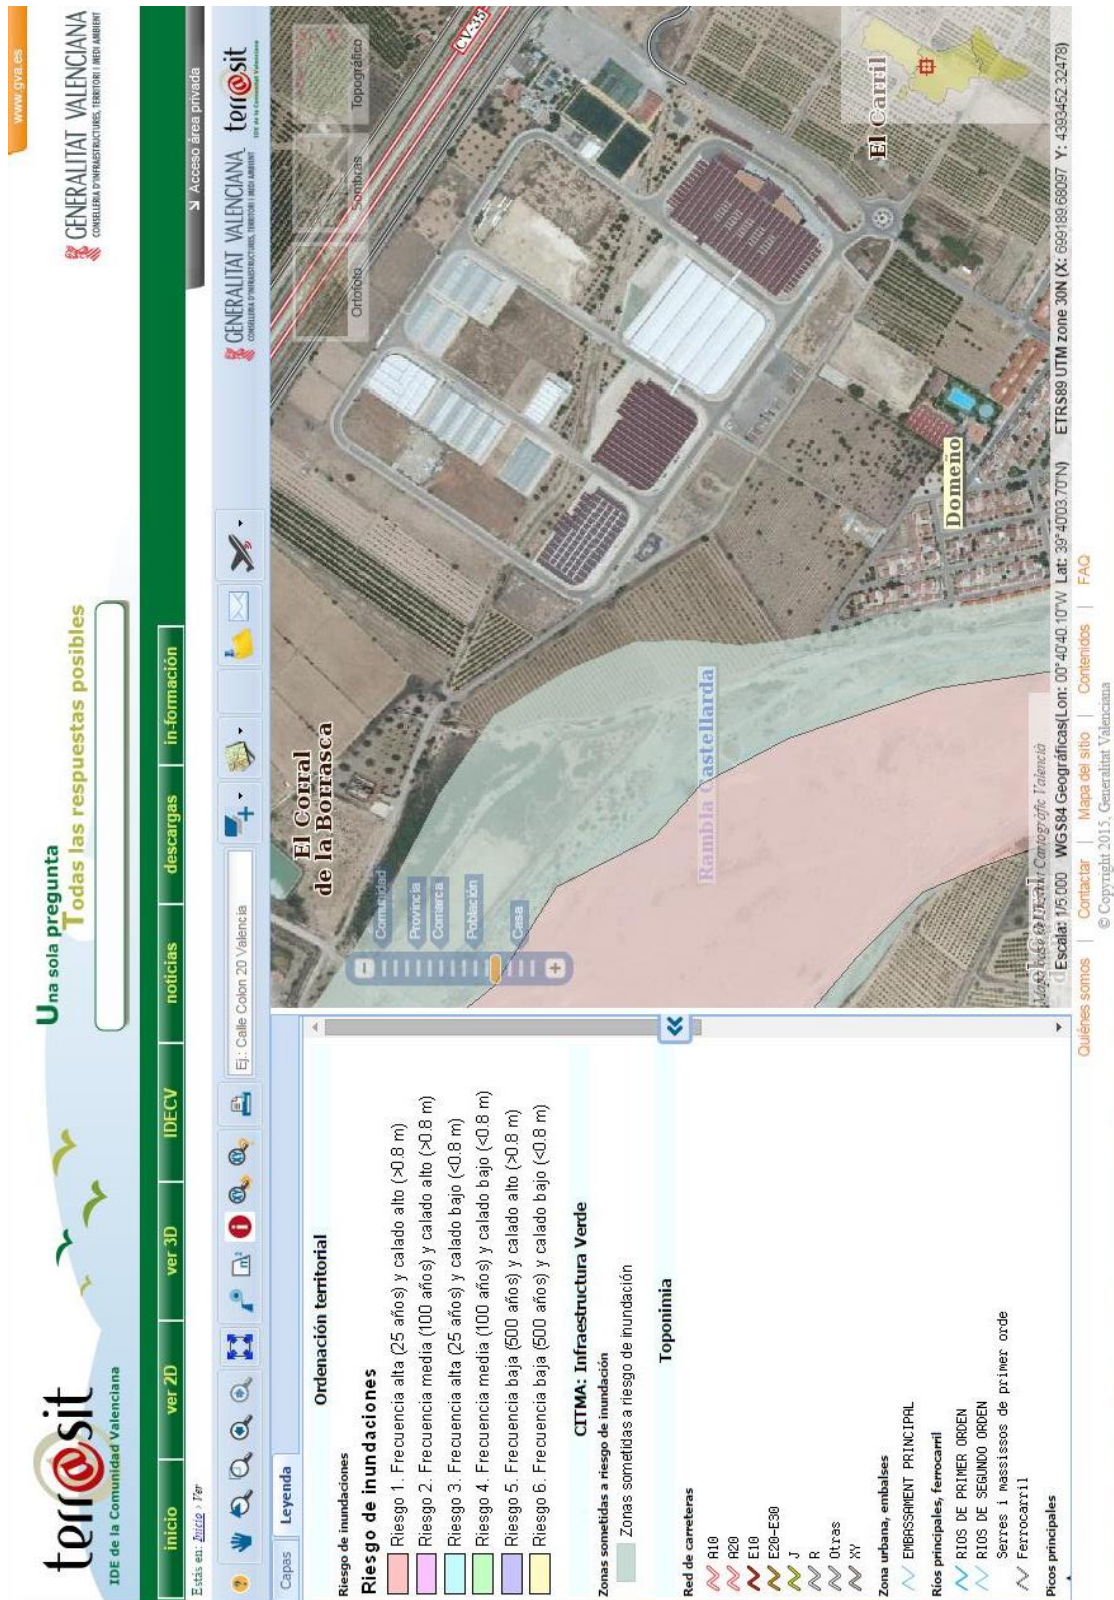 www.gva.es
terr@sit
IDE de la Comunidad Valenciana
Una sola pregunta
Todas las respuestas posibles
GENERALITAT VALENCIANA
CONSELLERIA D'INFRAESTRUCTURES, TERRITORI I MEDI AMBIENT
inicio
ver 2D
ver 3D
IDECV
noticias
descargas
in-formación
Estás en: Inicio > Ver
Acceso área privada
Ej.: Calle Colon 20 Valencia
GENERALITAT VALENCIANA
CONSELLERIA D'INFRAESTRUCTURES, TERRITORI I MEDI AMBIENT
terr@sit
IDE de la Comunidad Valenciana
Capas
Leyenda
Ordenación territorial
Riesgo de inundaciones
Riesgo de inundaciones
Riesgo 1. Frecuencia alta (25 años) y calado alto (>0.8 m)
Riesgo 2. Frecuencia media (100 años) y calado alto (>0.8 m)
Riesgo 3. Frecuencia alta (25 años) y calado bajo (<0.8 m)
Riesgo 4. Frecuencia media (100 años) y calado bajo (<0.8 m)
Riesgo 5. Frecuencia baja (500 años) y calado alto (>0.8 m)
Riesgo 6. Frecuencia baja (500 años) y calado bajo (<0.8 m)
CITMA: Infraestructura Verde
Zonas sometidas a riesgo de inundación
Zonas sometidas a riesgo de inundación
Toponimia
Red de carreteras
A10
A20
E10
E20-E30
J
R
Otras
XY
Zona urbana, embalses
EMBASSAMENT PRINCIPAL
Ríos principales, ferrocarril
RIOS DE PRIMER ORDEN
RIOS DE SEGUNDO ORDEN
Serres i massissos de primer orde
Ferrocarril
Picos principales
Comunidad
Provincia
Comarca
Población
Casa
El Corral
de la Borrasca
Ortofoto
Sombras
Topográfico
CV-35
Rambla Castellarda
El Carril
Domeño
Escala: 1/5.000 WGS84 Geográficas(Lon: 00°40'40.10"W Lat: 39°40'03.70"N) ETRS89 UTM zone 30N (X: 699189.68097 Y: 4393452.32478)
Quiénes somos | Contactar | Mapa del sitio | Contenidos | FAQ
© Copyright 2015, Generalitat Valenciana